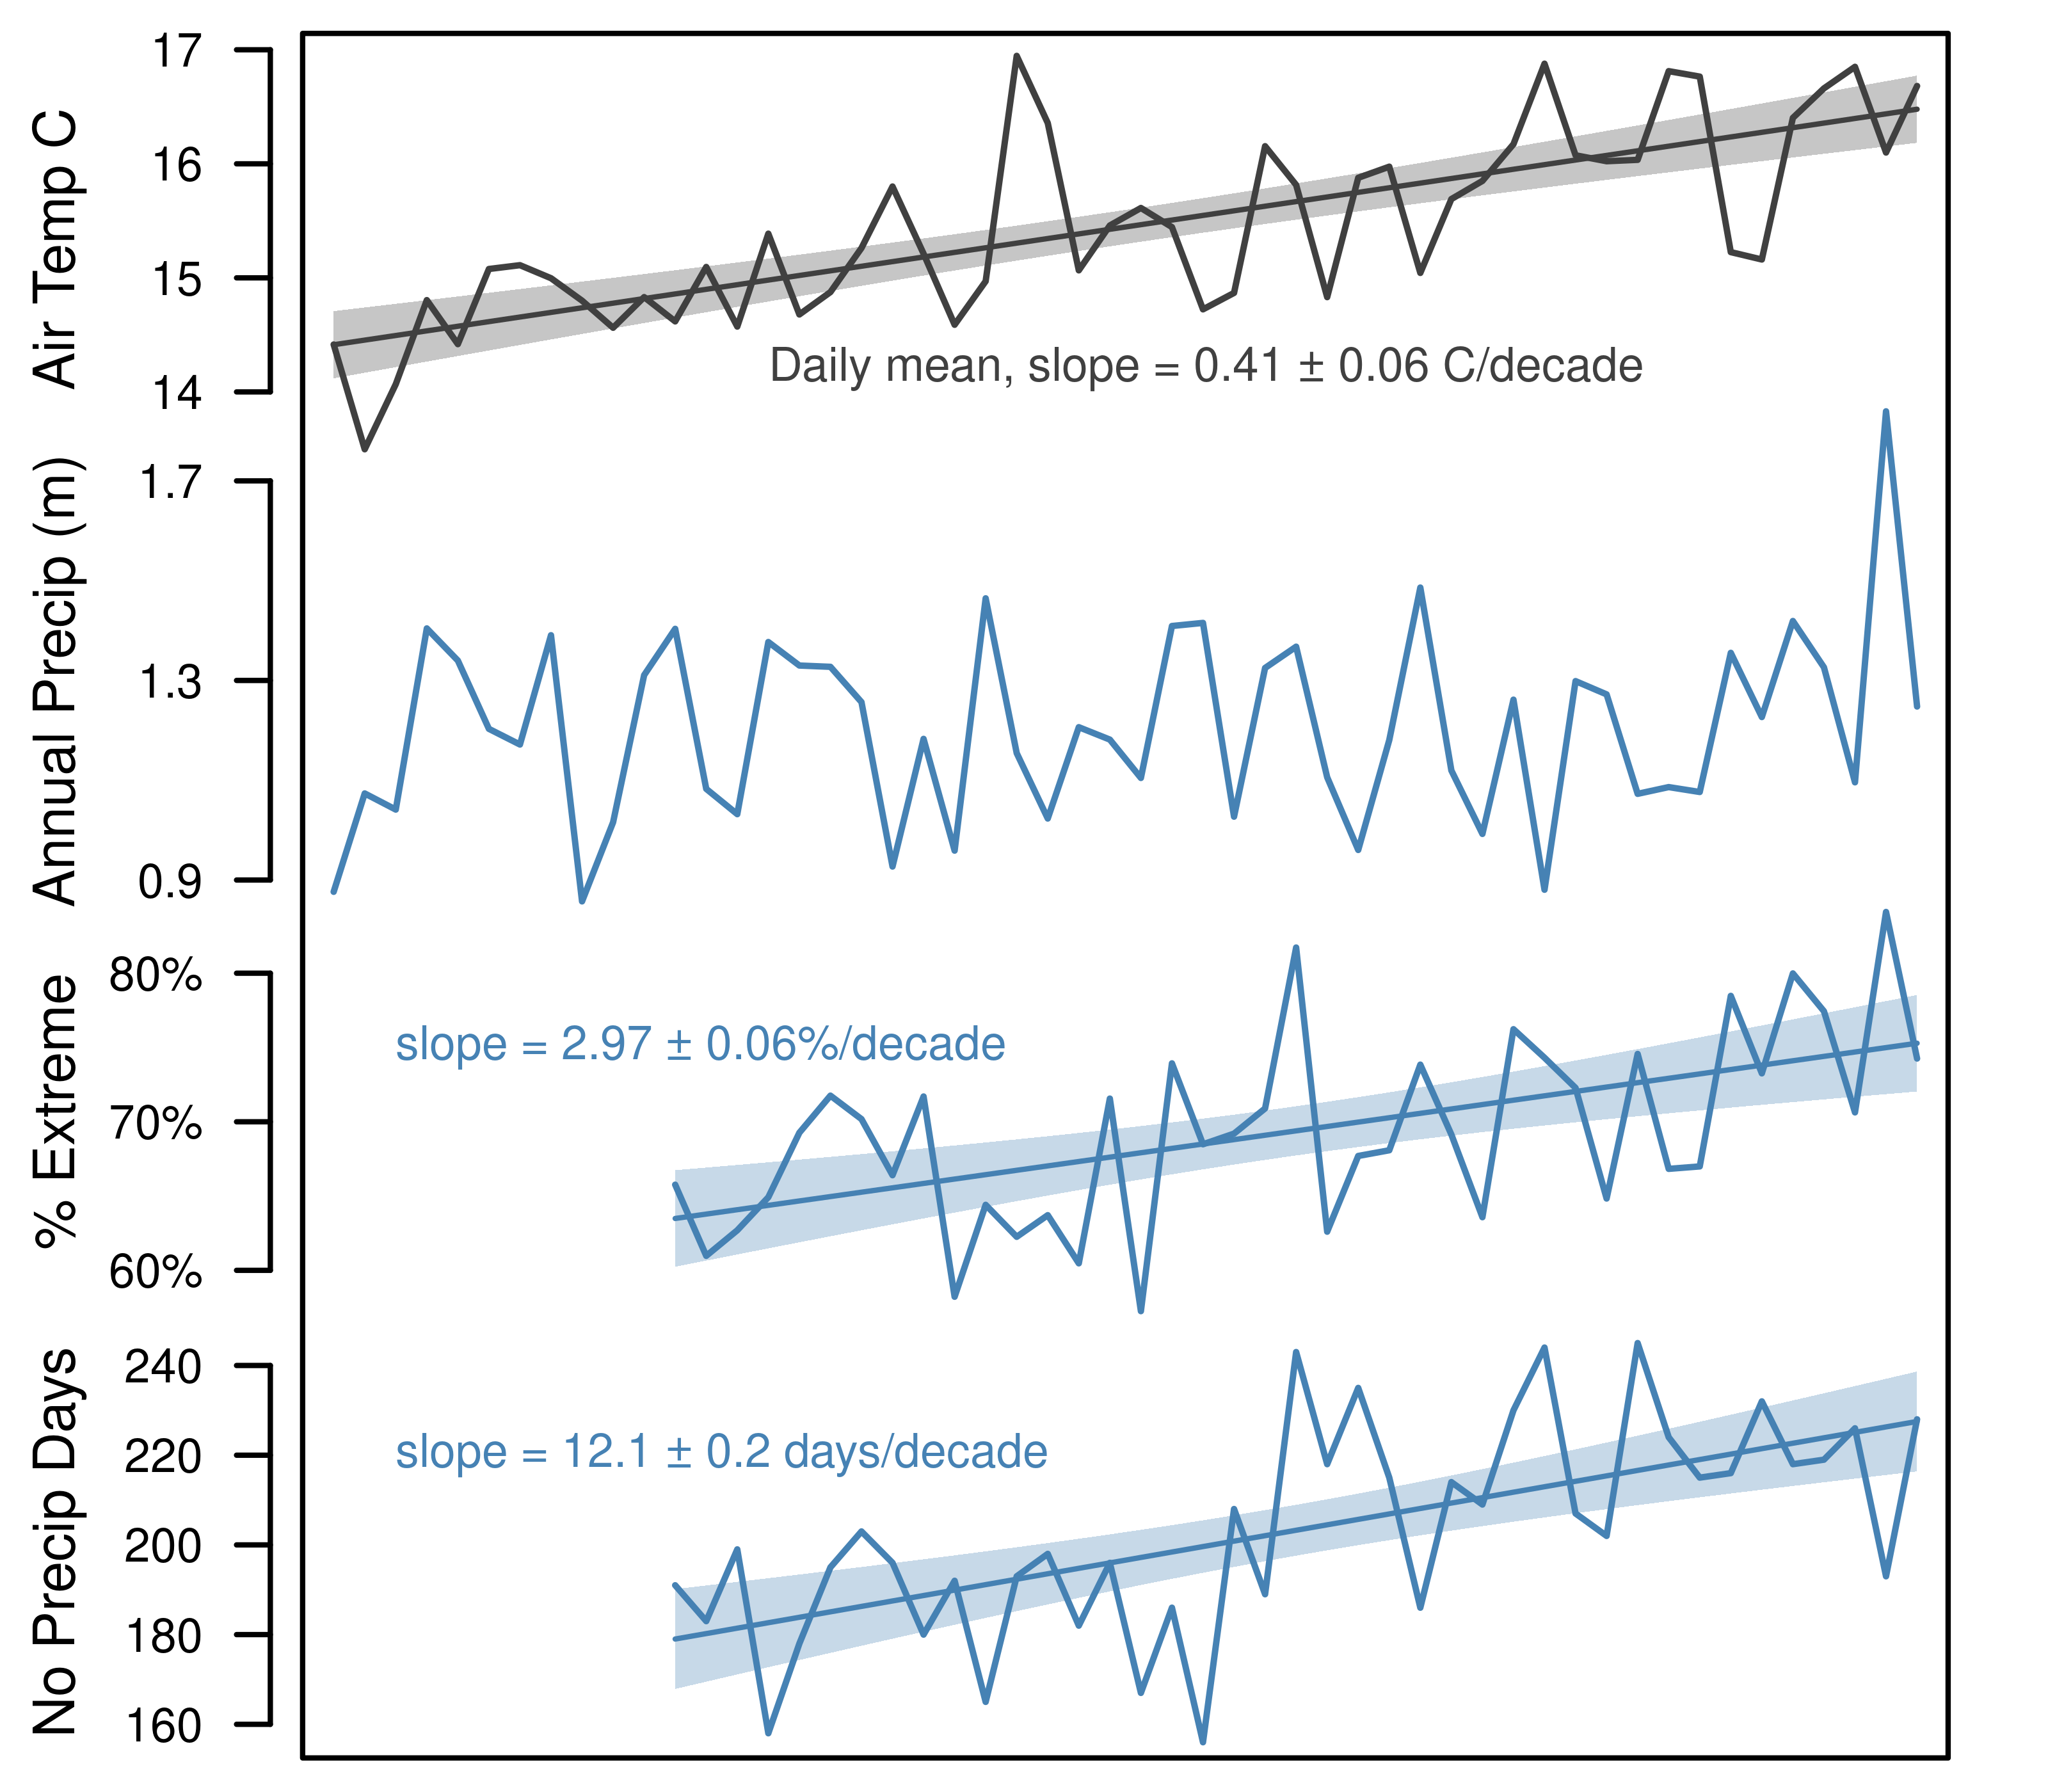 Air Temp C
17
16
15
14
Daily mean, slope = 0.41 ± 0.06 C/decade
Annual Precip (m)
1.7
1.3
0.9
% Extreme
80%
70%
60%
slope = 2.97 ± 0.06%/decade
No Precip Days
240
220
200
180
160
slope = 12.1 ± 0.2 days/decade